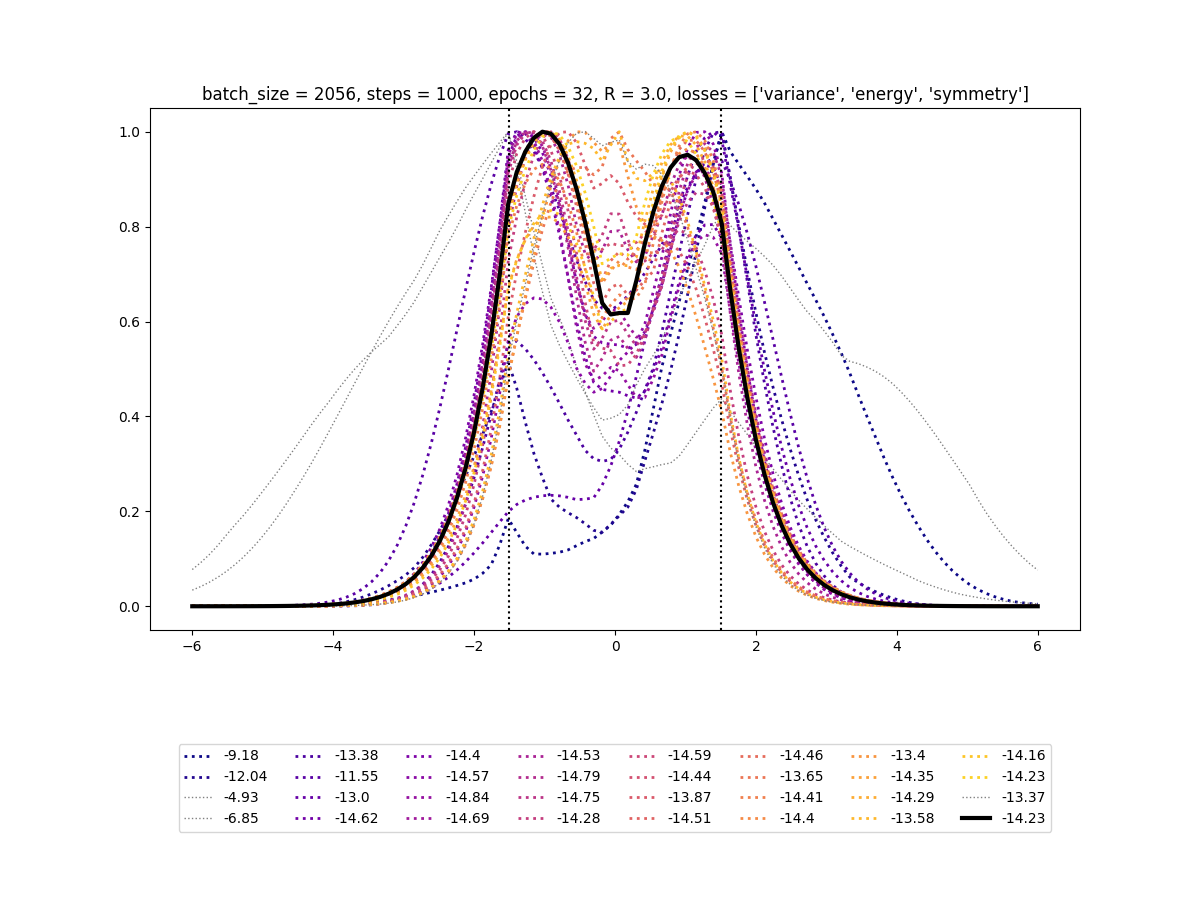 batch_size = 2056, steps = 1000, epochs = 32, R = 3.0, losses = ['variance', 'energy', 'symmetry']
1.0
0.8
0.6
0.4
0.2
0.0
−6 −4 −2 0 2 4 6
-9.18 -13.38 -14.4 -14.53 -14.59 -14.46 -13.4 -14.16
-12.04 -11.55 -14.57 -14.79 -14.44 -13.65 -14.35 -14.23
-4.93 -13.0 -14.84 -14.75 -13.87 -14.41 -14.29 -13.37
-6.85 -14.62 -14.69 -14.28 -14.51 -14.4 -13.58 -14.23